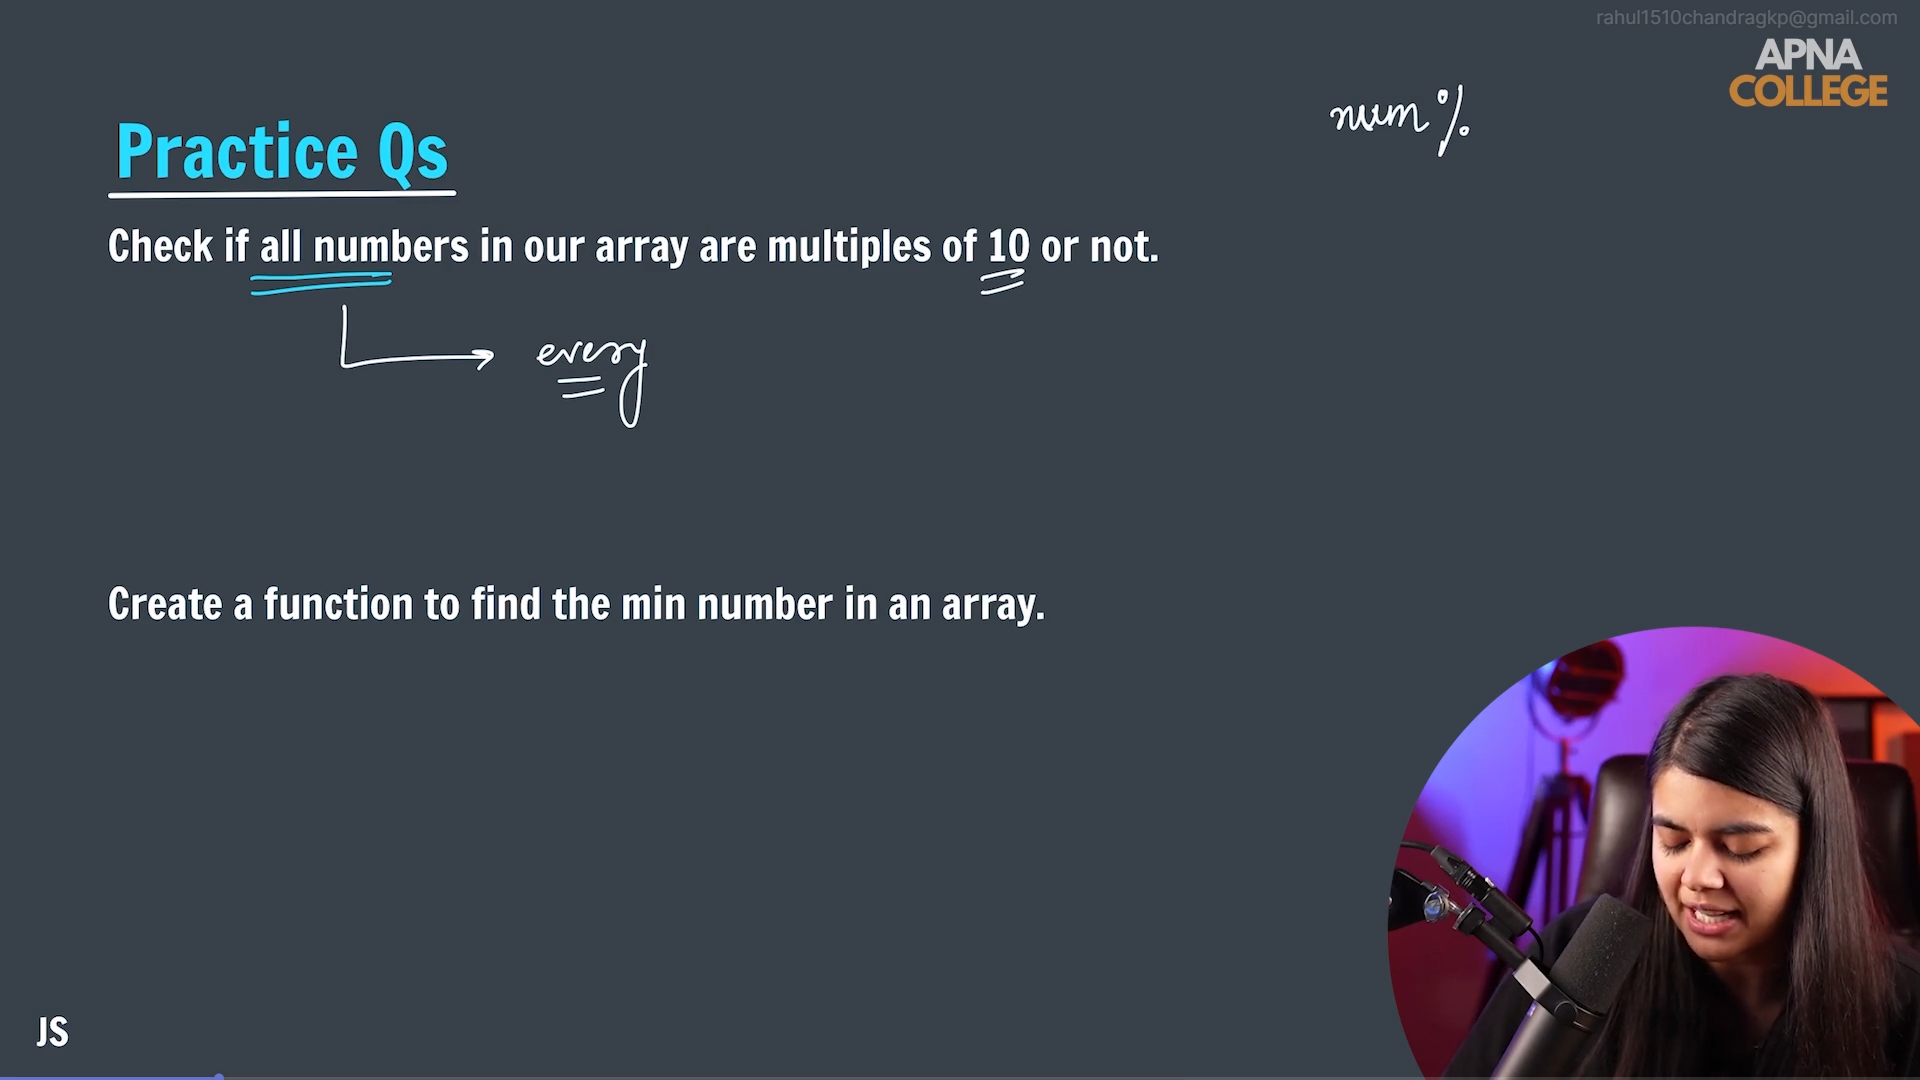 rahul1510chandragkp@gmail.com
APNA
COLLEGE
num %
Practice Qs
Check if all numbers in our array are multiples of 10 or not.
every
Create a function to find the min number in an array.
JS